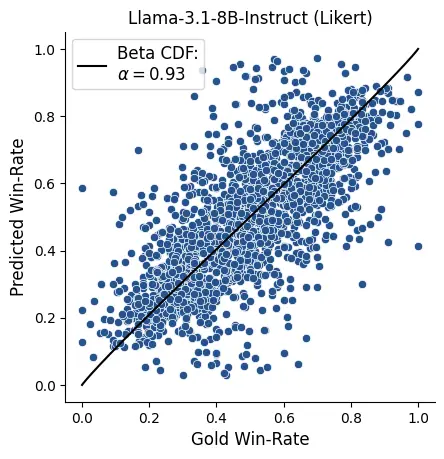 Llama-3.1-8B-Instruct (Likert)
Beta CDF:
α = 0.93
Predicted Win-Rate
1.0
0.8
0.6
0.4
0.2
0.0
0.0 0.2 0.4 0.6 0.8 1.0
Gold Win-Rate